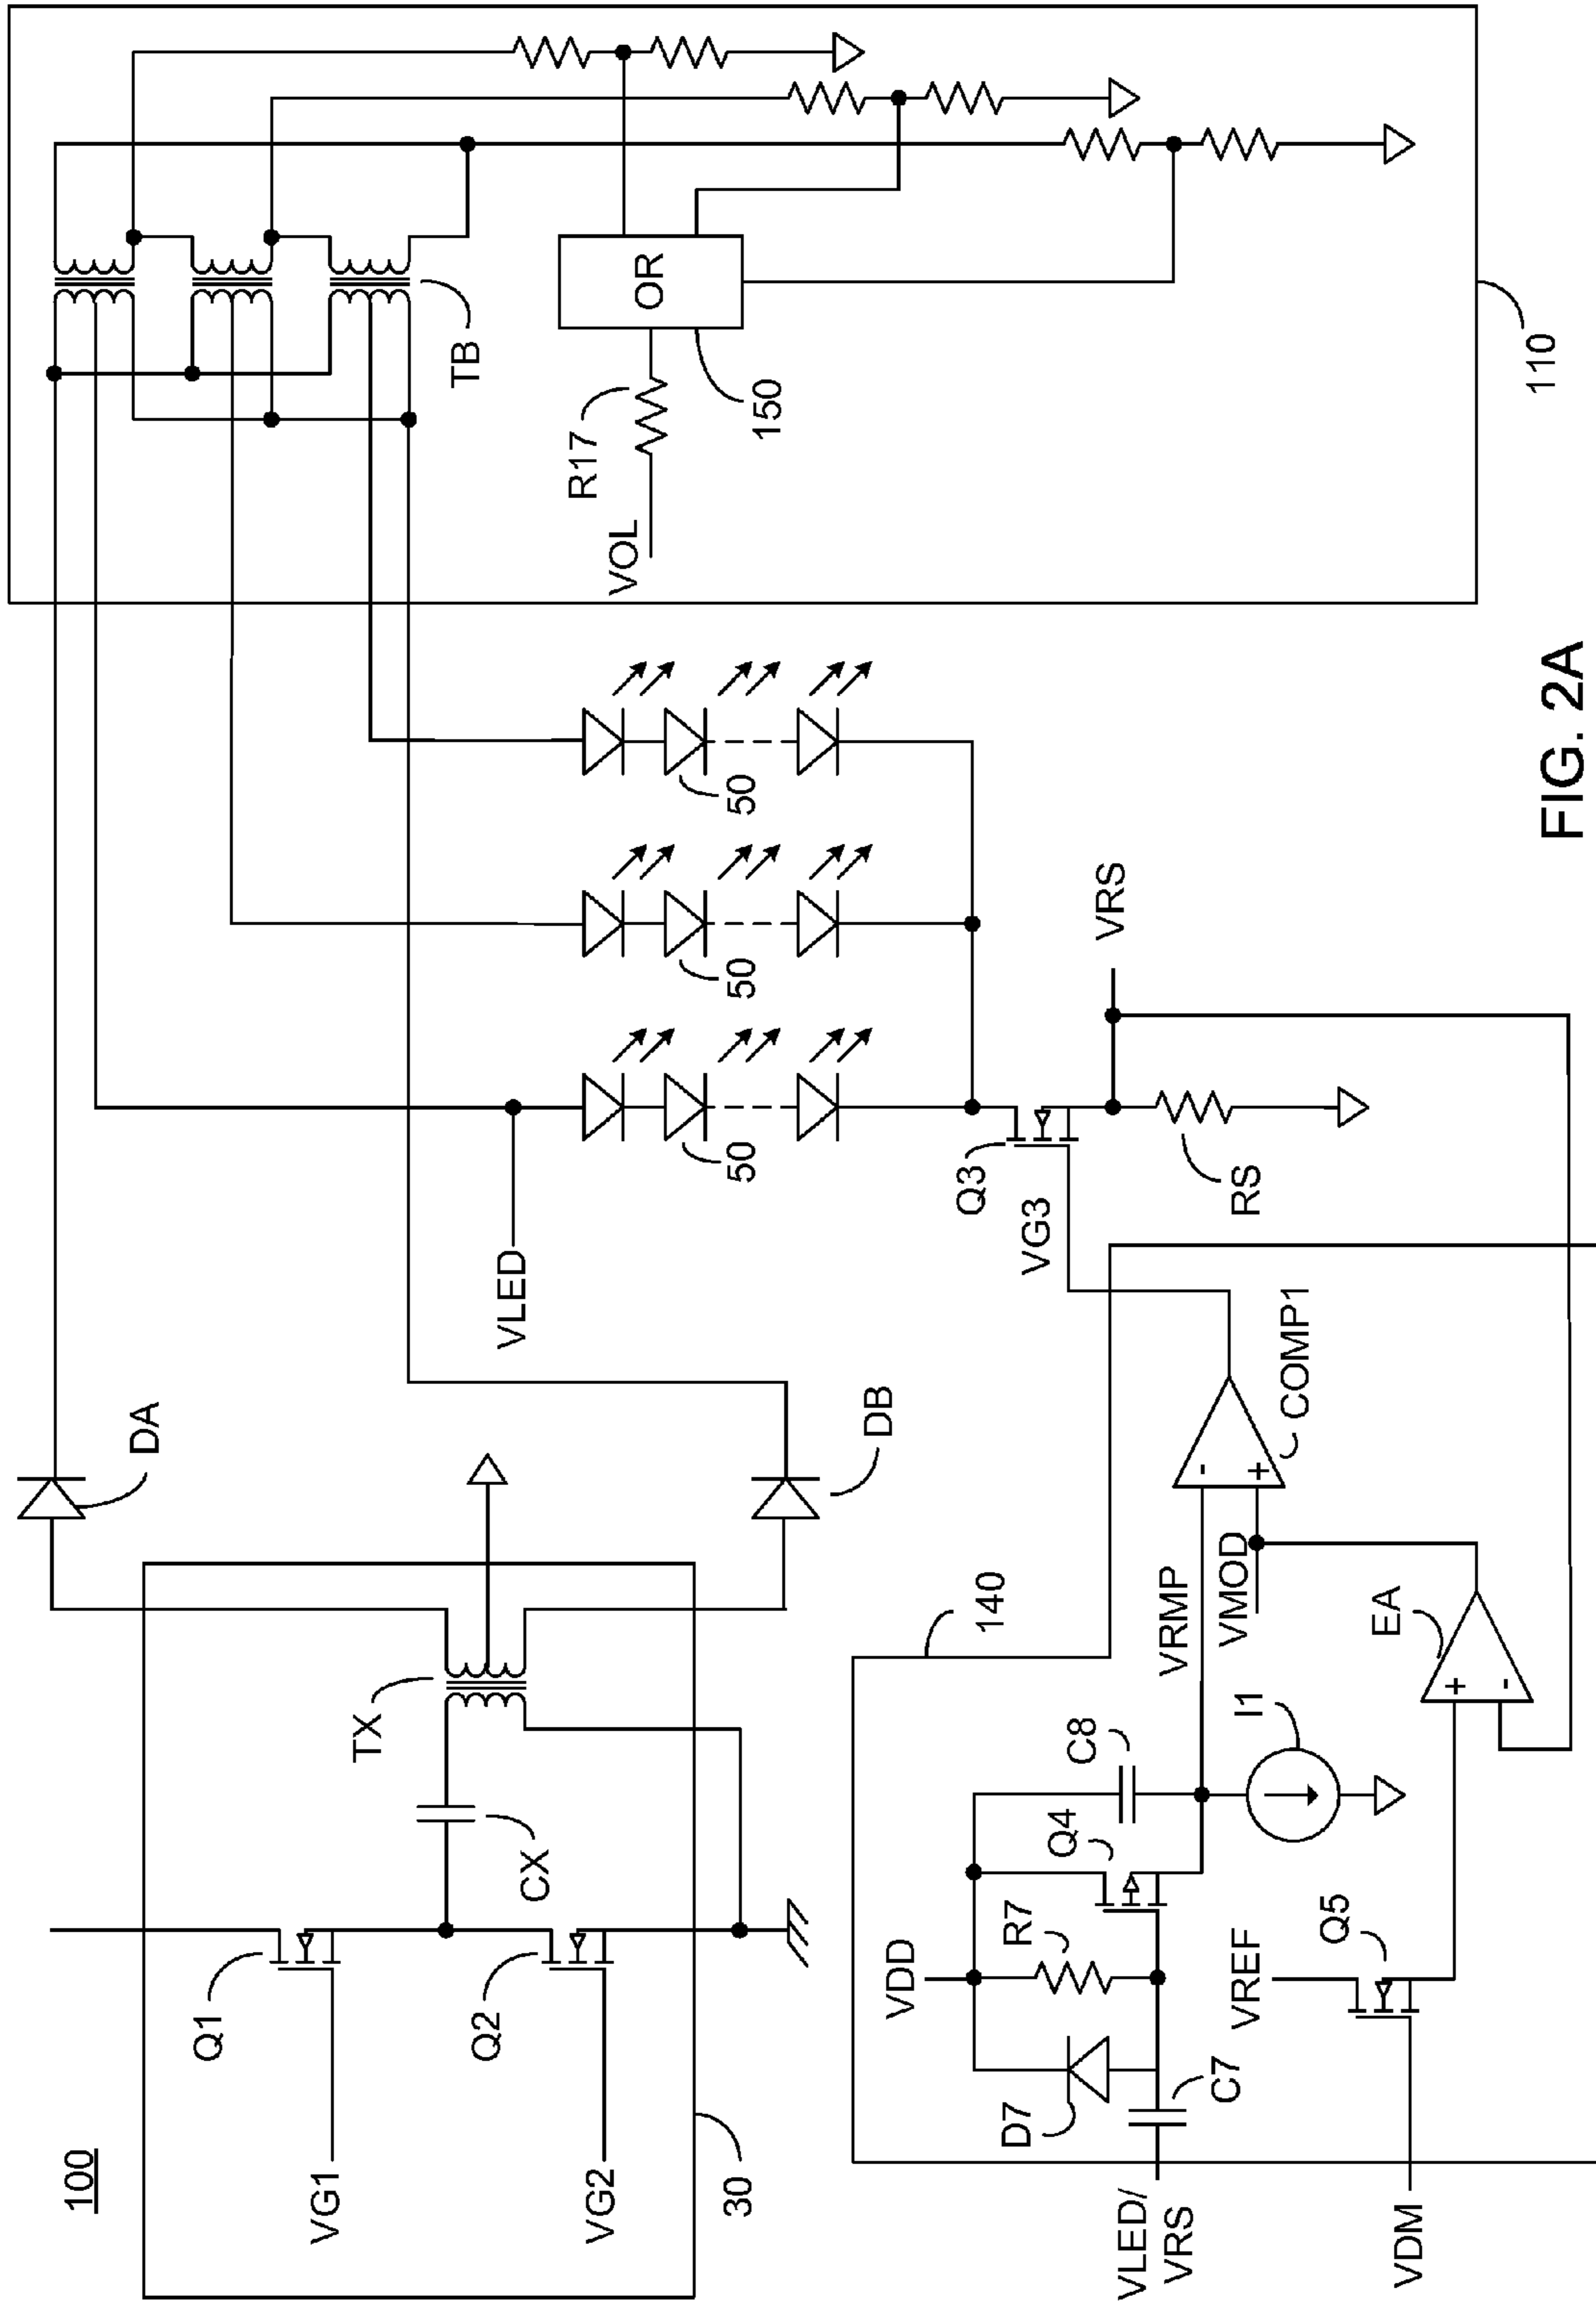 100
VG1
Q1
VG2
Q2
30
CX
TX
DA
DB
VLED
50
50
50
TB
VOL
R17
OR
150
110
VLED/
VRS
D7
C7
VDD
R7
Q4
C8
I1
VRMP
VMOD
140
-
+
COMP1
VDM
VREF
Q5
+
-
EA
VG3
Q3
RS
VRS
FIG. 2A